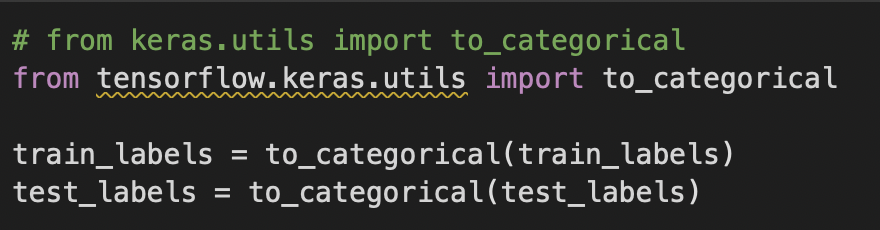 # from keras.utils import to_categorical
from tensorflow.keras.utils import to_categorical
train_labels = to_categorical(train_labels)
test_labels = to_categorical(test_labels)